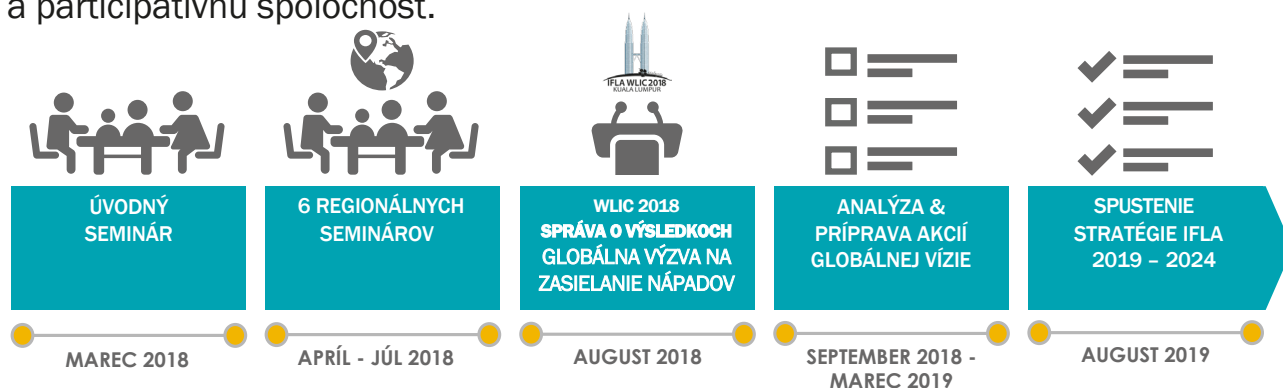 a participatívnu spoločnosť.
IFLA WLIC 2018
KUALA LUMPUR
ÚVODNÝ
SEMINÁR
6 REGIONÁLNYCH
SEMINÁROV
WLIC 2018
SPRÁVA O VÝSLEDKOCH
GLOBÁLNA VÝZVA NA
ZASIELANIE NÁPADOV
ANALÝZA &
PRÍPRAVA AKCIÍ
GLOBÁLNEJ VÍZIE
SPUSTENIE
STRATÉGIE IFLA
2019 – 2024
MAREC 2018
APRÍL - JÚL 2018
AUGUST 2018
SEPTEMBER 2018 -
MAREC 2019
AUGUST 2019